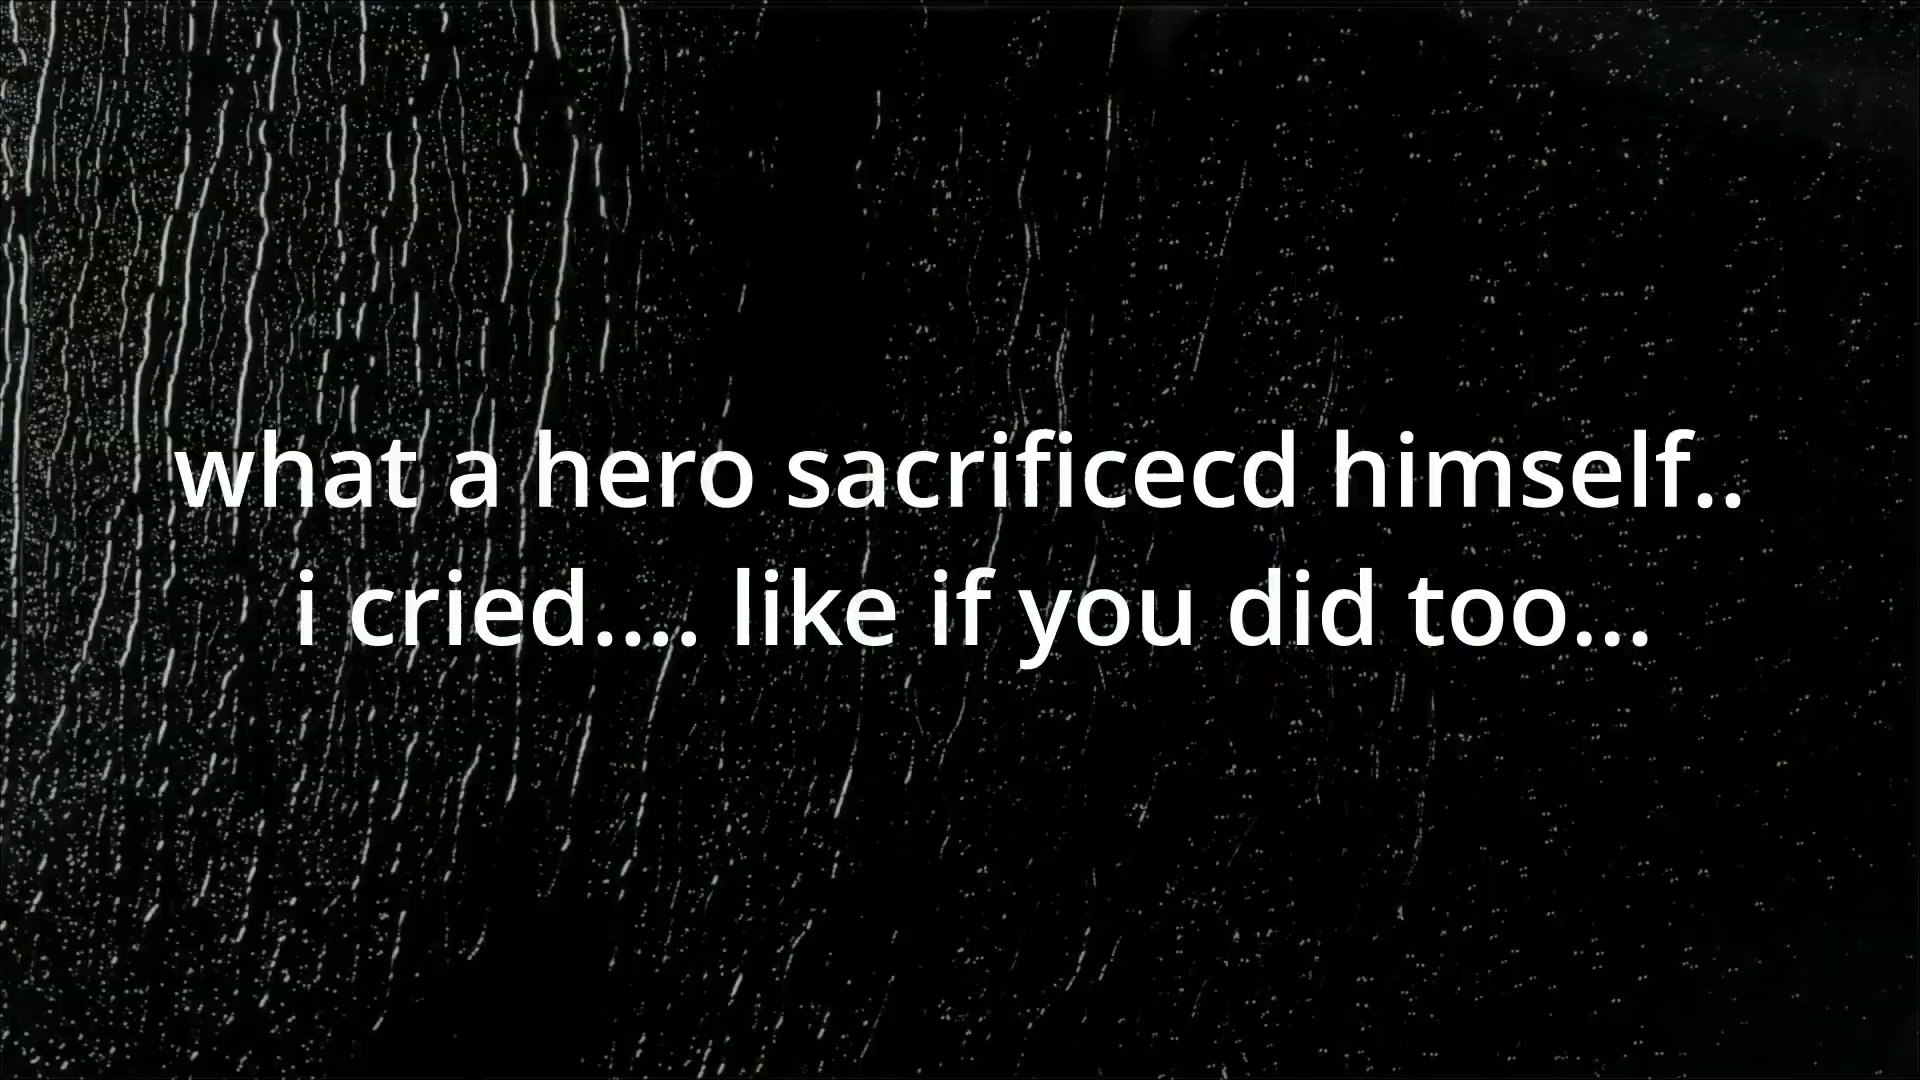 what a hero sacrificecd himself..
i cried.... like if you did too...